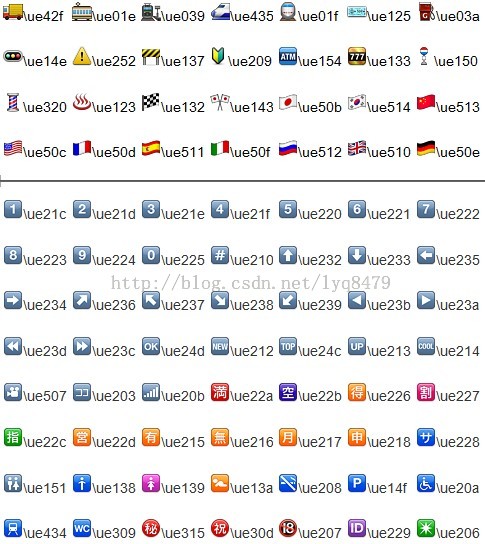 \ue42f \ue01e \ue039 \ue435 \ue01f \ue125 \ue03a
\ue14e \ue252 \ue137 \ue209 ATM \ue154 777 \ue133 \ue150
\ue320 \ue123 \ue132 \ue143 \ue50b \ue514 \ue513
\ue50c \ue50d \ue511 \ue50f \ue512 \ue510 \ue50e
1 \ue21c 2 \ue21d 3 \ue21e 4 \ue21f 5 \ue220 6 \ue221 7 \ue222
8 \ue223 9 \ue224 0 \ue225 # \ue210 \ue232 \ue233 \ue235
http://blog.csdn.net/lyq8479
\ue234 \ue236 \ue237 \ue238 \ue239 \ue23b \ue23a
\ue23d \ue23c OK \ue24d NEW \ue212 TOP \ue24c UP \ue213 COOL \ue214
\ue507 ココ \ue203 \ue20b 満 \ue22a 空 \ue22b 得 \ue226 割 \ue227
指 \ue22c 営 \ue22d 有 \ue215 無 \ue216 月 \ue217 申 \ue218 サ \ue228
\ue151 \ue138 \ue139 \ue13a \ue208 P \ue14f \ue20a
\ue434 WC \ue309 秘 \ue315 祝 \ue30d 18 \ue207 ID \ue229 \ue206